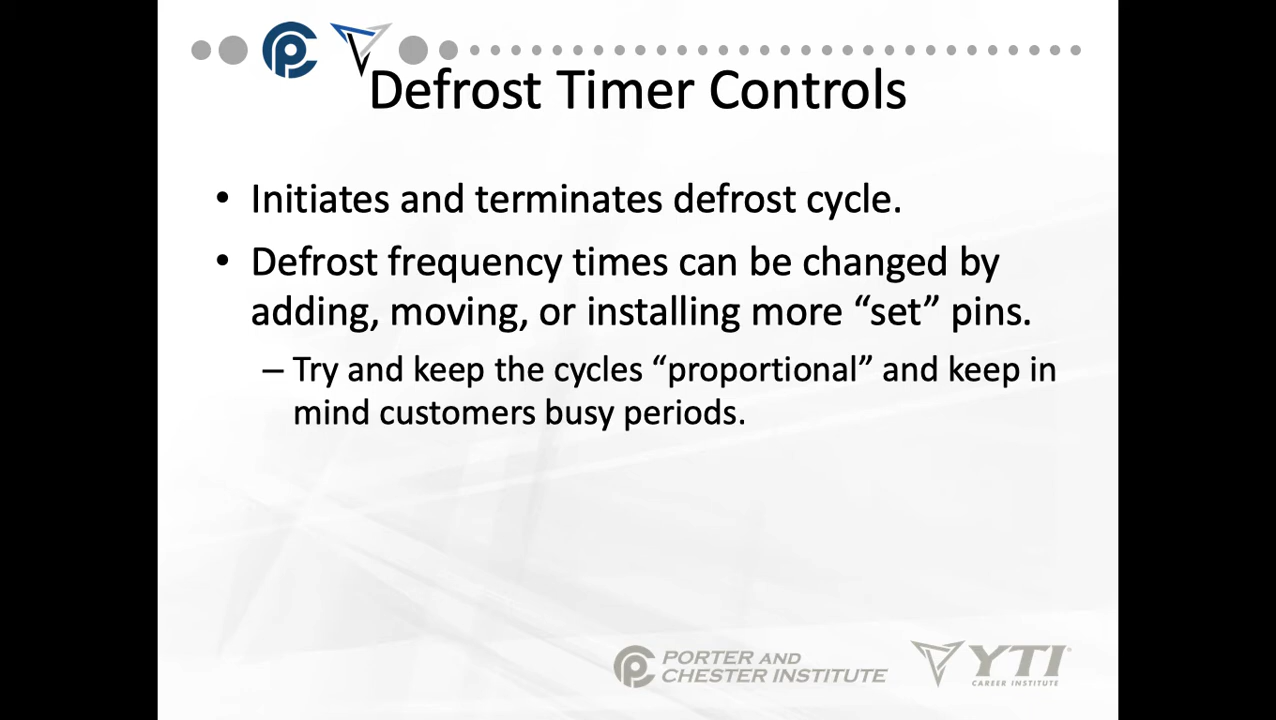 Defrost Timer Controls
• Initiates and terminates defrost cycle.
• Defrost frequency times can be changed by
adding, moving, or installing more “set” pins.
– Try and keep the cycles “proportional” and keep in
mind customers busy periods.
PORTER AND
CHESTER INSTITUTE
YTI
CAREER INSTITUTE